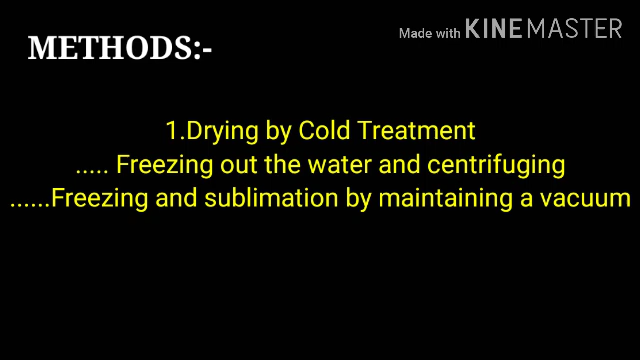 METHODS:-
Made with KINEMASTER
1.Drying by Cold Treatment
..... Freezing out the water and centrifuging
......Freezing and sublimation by maintaining a vacuum